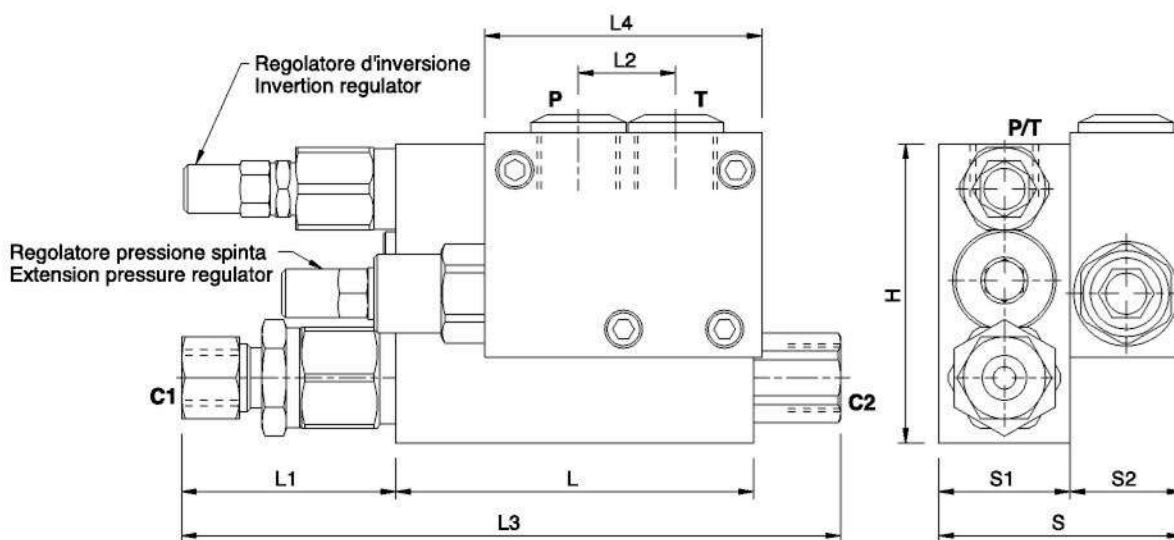 L4
Regolatore d'inversione
Invertion regulator
L2
P
T
P/T
Regolatore pressione spinta
Extension pressure regulator
H
C1
C2
L1
L
S1
S2
L3
S